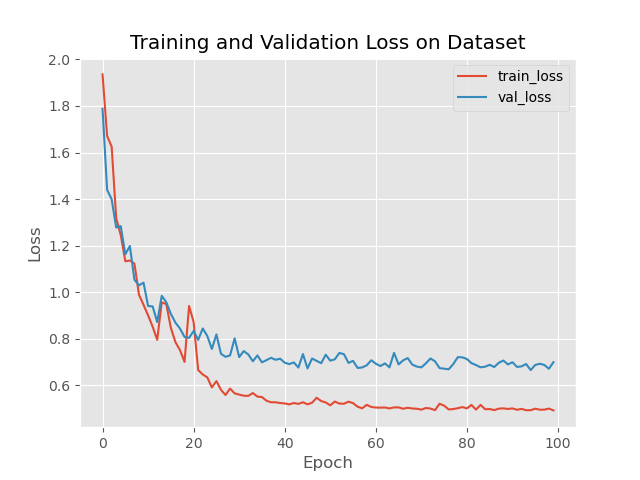 Training and Validation Loss on Dataset
train_loss
val_loss
2.0
1.8
1.6
1.4
1.2
1.0
0.8
0.6
Loss
0 20 40 60 80 100
Epoch